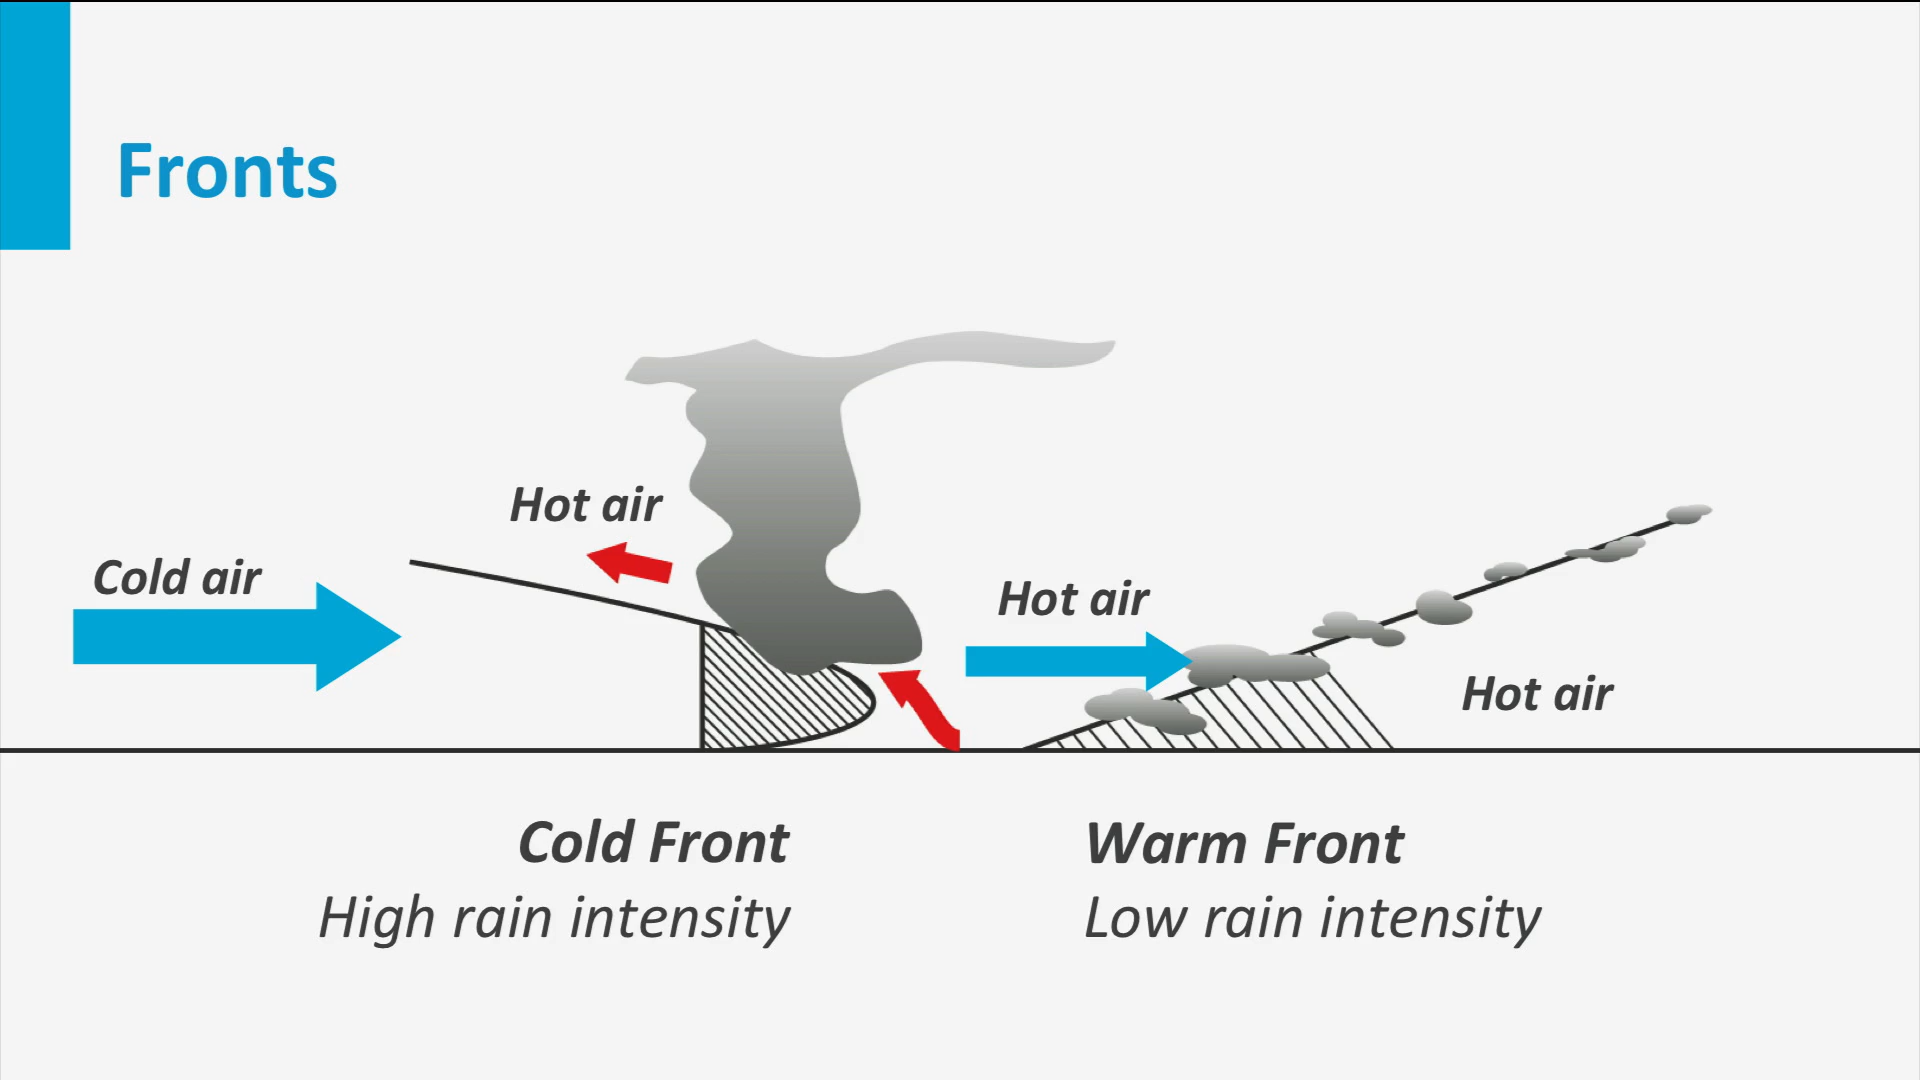 Fronts
Hot air
Cold air
Hot air
Hot air
Cold Front
High rain intensity
Warm Front
Low rain intensity